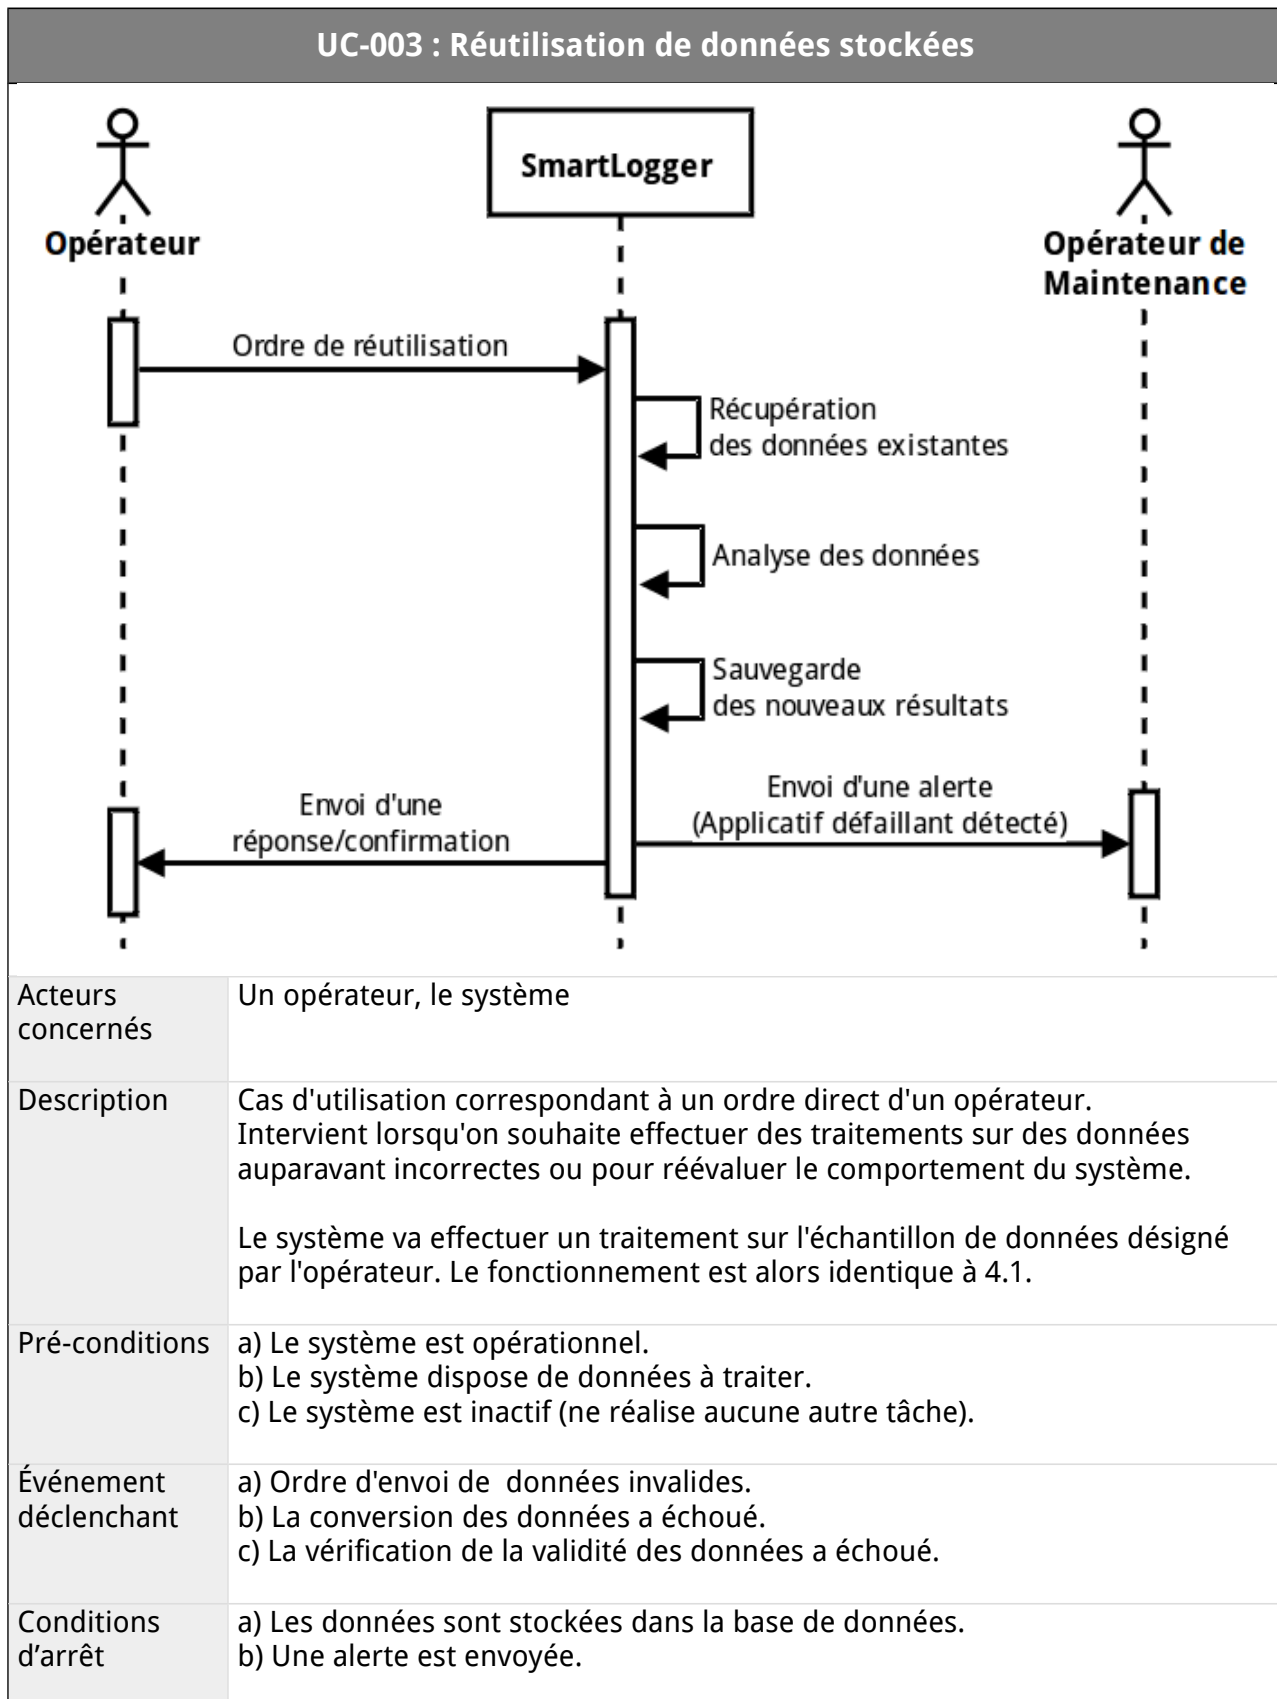 UC-003 : Réutilisation de données stockées
SmartLogger
Opérateur
Opérateur de
Maintenance
Ordre de réutilisation
Récupération
des données existantes
Analyse des données
Sauvegarde
des nouveaux résultats
Envoi d'une alerte
(Applicatif défaillant détecté)
Envoi d'une
réponse/confirmation
Acteurs
concernés
Un opérateur, le système
Description
Cas d'utilisation correspondant à un ordre direct d'un opérateur.
Intervient lorsqu'on souhaite effectuer des traitements sur des données
auparavant incorrectes ou pour réévaluer le comportement du système.
Le système va effectuer un traitement sur l'échantillon de données désigné
par l'opérateur. Le fonctionnement est alors identique à 4.1.
Pré-conditions
a) Le système est opérationnel.
b) Le système dispose de données à traiter.
c) Le système est inactif (ne réalise aucune autre tâche).
Événement
déclenchant
a) Ordre d'envoi de  données invalides.
b) La conversion des données a échoué.
c) La vérification de la validité des données a échoué.
Conditions
d’arrêt
a) Les données sont stockées dans la base de données.
b) Une alerte est envoyée.